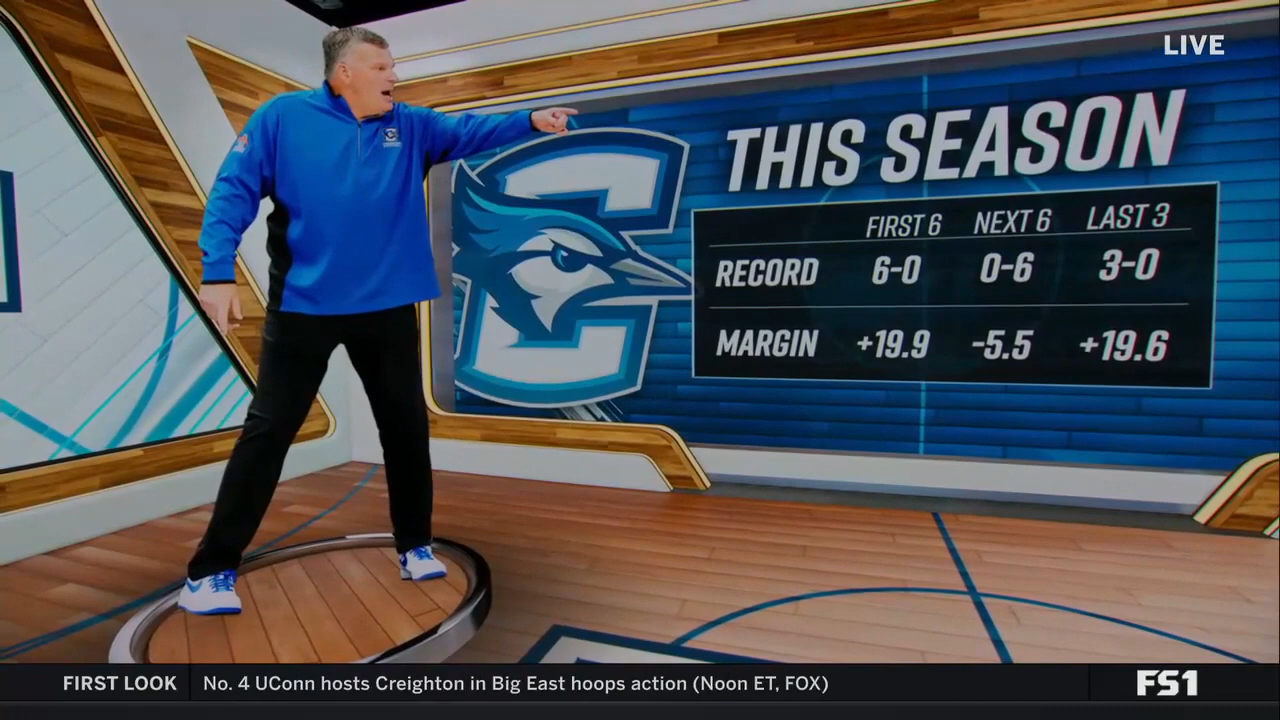 LIVE
THIS SEASON
FIRST 6 NEXT 6 LAST 3
RECORD 6-0 0-6 3-0
MARGIN +19.9 -5.5 +19.6
FIRST LOOK No. 4 UConn hosts Creighton in Big East hoops action (Noon ET, FOX) FS1